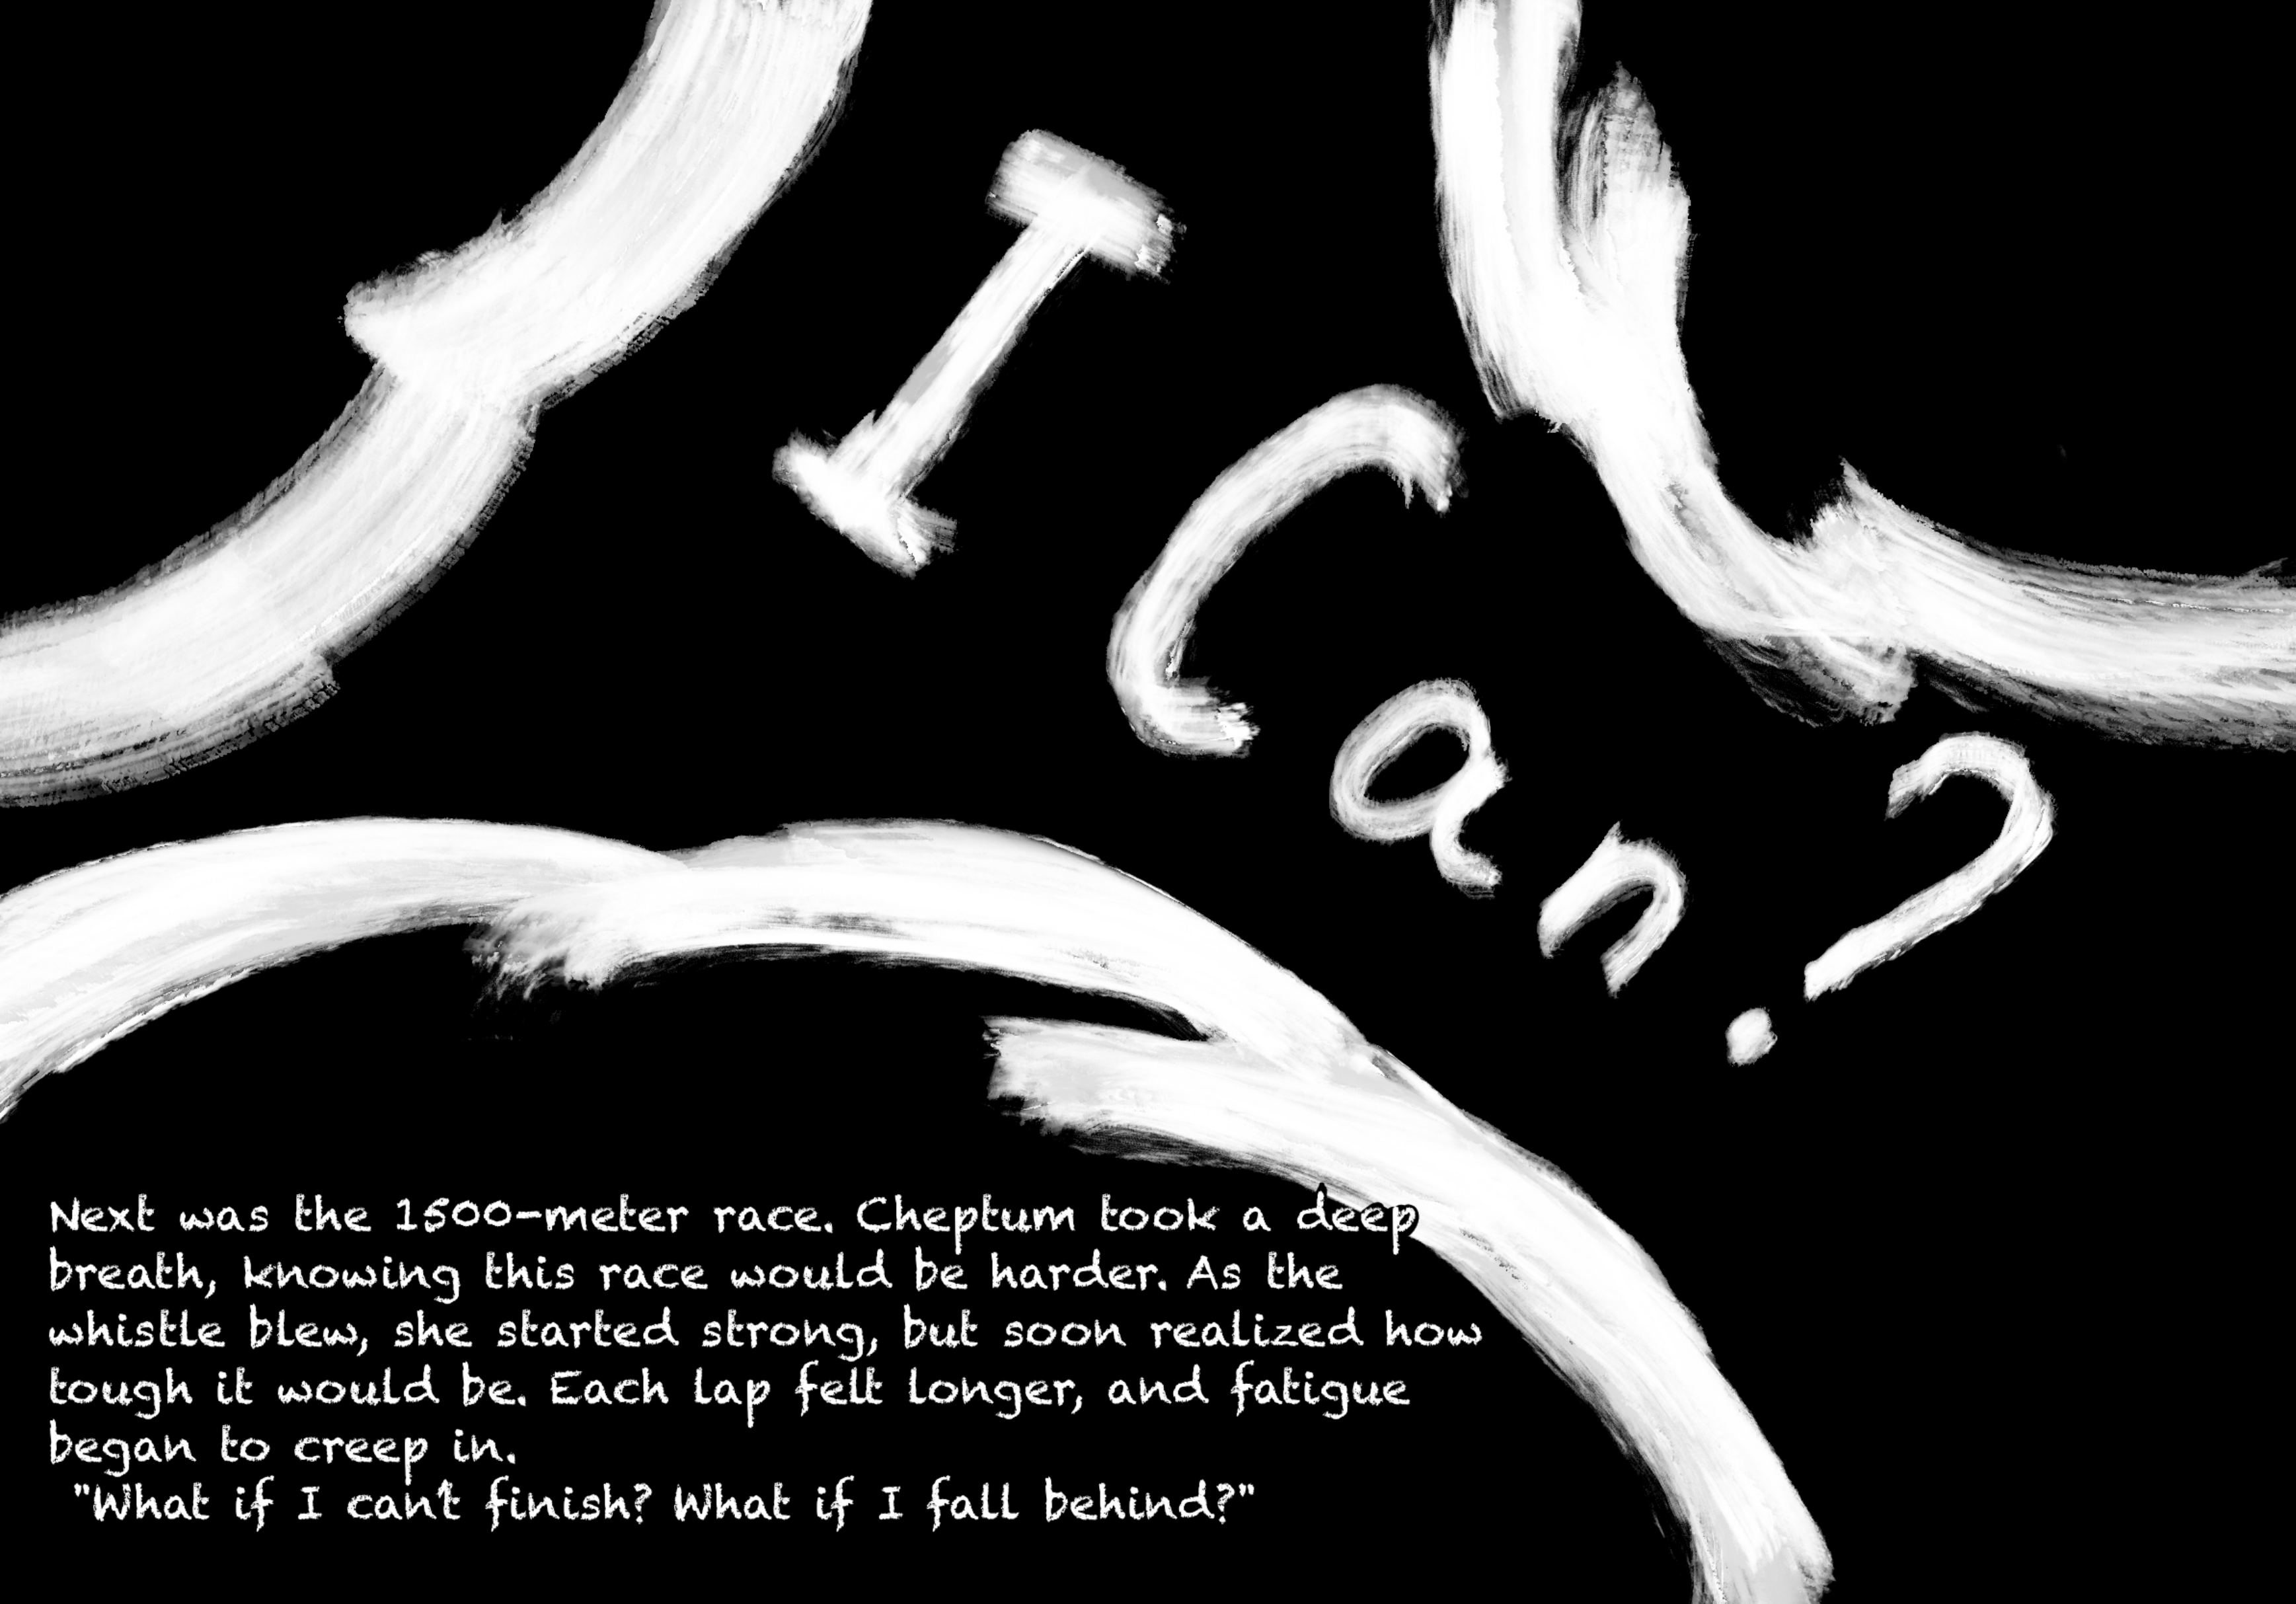 I Can?
Next was the 1500-meter race. Cheptum took a deep
breath, knowing this race would be harder. As the
whistle blew, she started strong, but soon realized how
tough it would be. Each lap felt longer, and fatigue
began to creep in.
"What if I can't finish? What if I fall behind?"